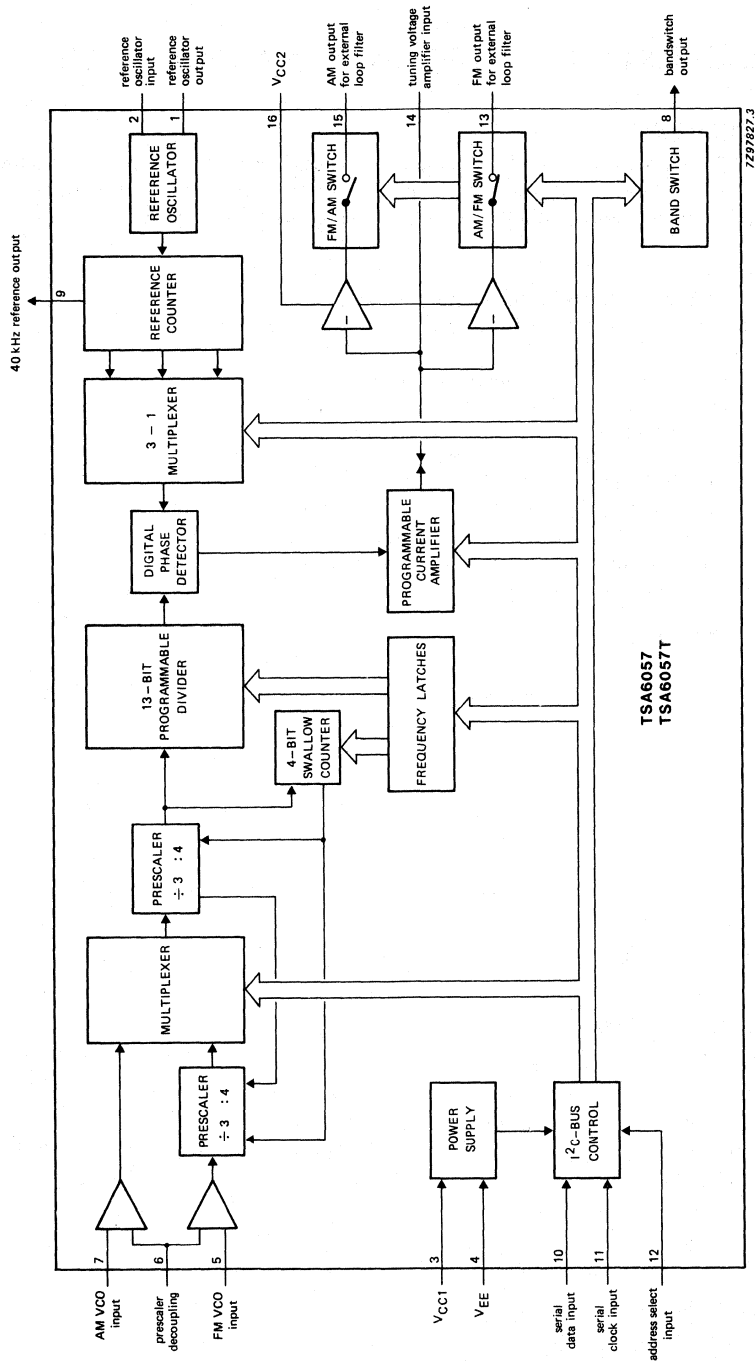 AM VCO
input
7
prescaler
decoupling
6
FM VCO
input
5
PRESCALER
÷ 3 : 4
MULTIPLEXER
PRESCALER
÷ 3 : 4
4-BIT
SWALLOW
COUNTER
13-BIT
PROGRAMMABLE
DIVIDER
DIGITAL
PHASE
DETECTOR
3 – 1
MULTIPLEXER
REFERENCE
COUNTER
REFERENCE
OSCILLATOR
40 kHz reference output
9
2
reference
oscillator
input
1
reference
oscillator
output
16
VCC2
FM/AM SWITCH
15
AM output
for external
loop filter
14
tuning voltage
amplifier input
AM/FM SWITCH
13
FM output
for external
loop filter
–
–
PROGRAMMABLE
CURRENT
AMPLIFIER
FREQUENCY LATCHES
VCC1
3
VEE
4
POWER
SUPPLY
serial
data input
10
serial
clock input
11
address select
input
12
I²C-BUS
CONTROL
BAND SWITCH
8
bandswitch
output
TSA6057
TSA6057T
7Z97827.3